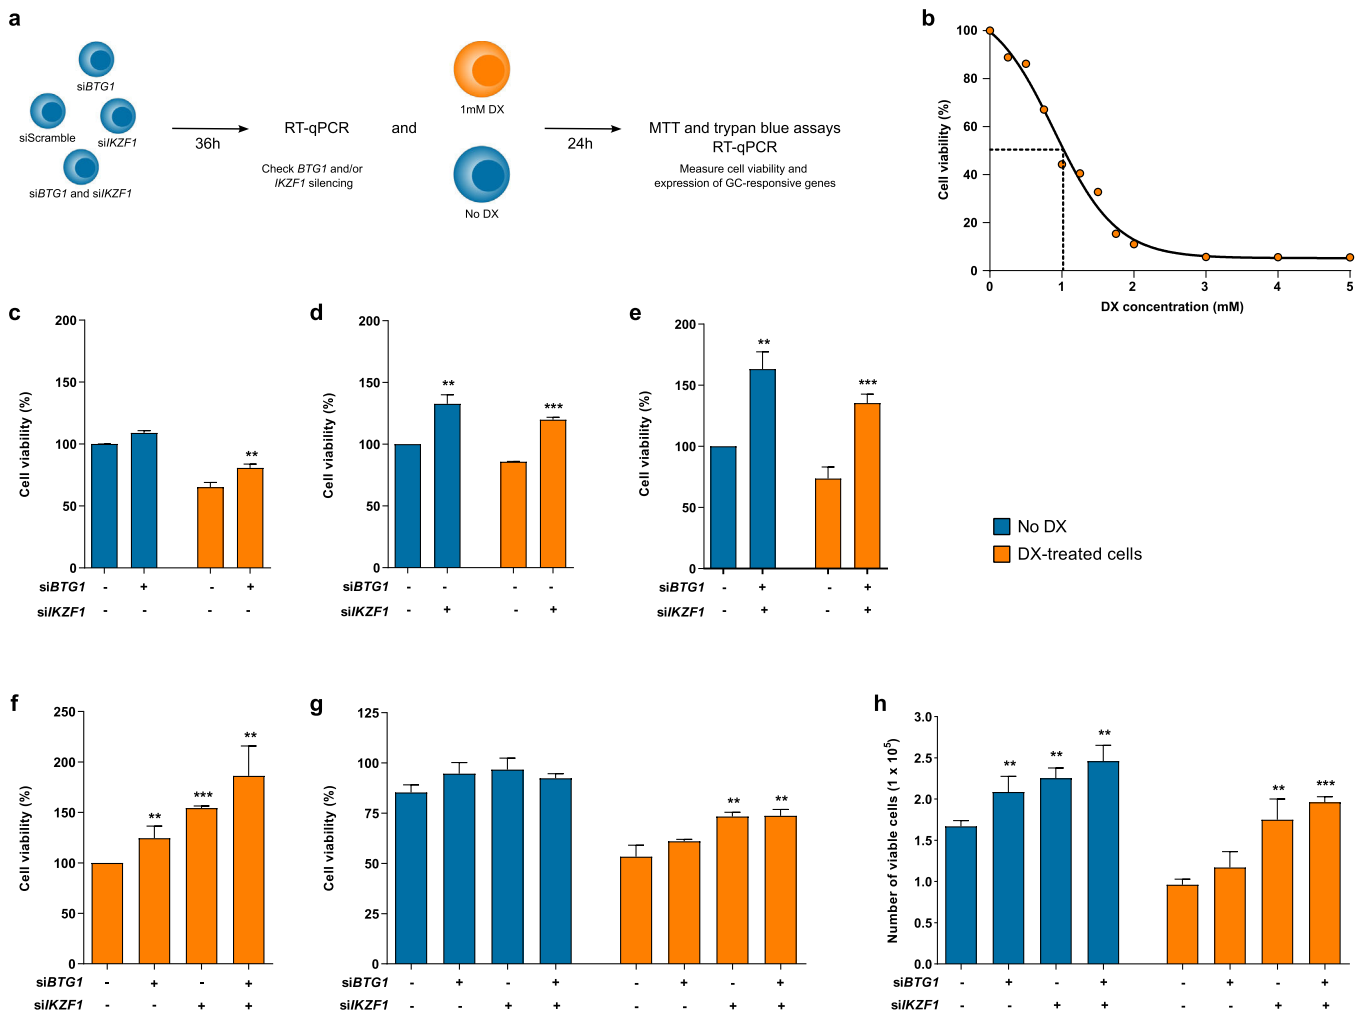 a
siBTG1
siScramble
siIKZF1
siBTG1 and siIKZF1
36h
RT-qPCR
Check BTG1 and/or
IKZF1 silencing
and
1mM DX
No DX
24h
MTT and trypan blue assays
RT-qPCR
Measure cell viability and
expression of GC-responsive genes
b
Cell viability (%)
100
80
60
40
20
0
0 1 2 3 4 5
DX concentration (mM)
c
Cell viability (%)
200
150
100
50
0
**
siBTG1 - + - +
siIKZF1 - - - -
d
Cell viability (%)
200
150
100
50
0
** ***
siBTG1 - - - -
siIKZF1 - + - +
e
Cell viability (%)
200
150
100
50
0
** ***
siBTG1 - + - +
siIKZF1 - + - +
No DX
DX-treated cells
f
Cell viability (%)
250
200
150
100
50
0
** *** **
siBTG1 - + - +
siIKZF1 - - + +
g
Cell viability (%)
125
100
75
50
25
0
** **
siBTG1 - + - + - + - +
siIKZF1 - - + + - - + +
h
Number of viable cells (1 x 10⁵)
3.0
2.5
2.0
1.5
1.0
0.5
0.0
** ** ** ** ***
siBTG1 - + - + - + - +
siIKZF1 - - + + - - + +